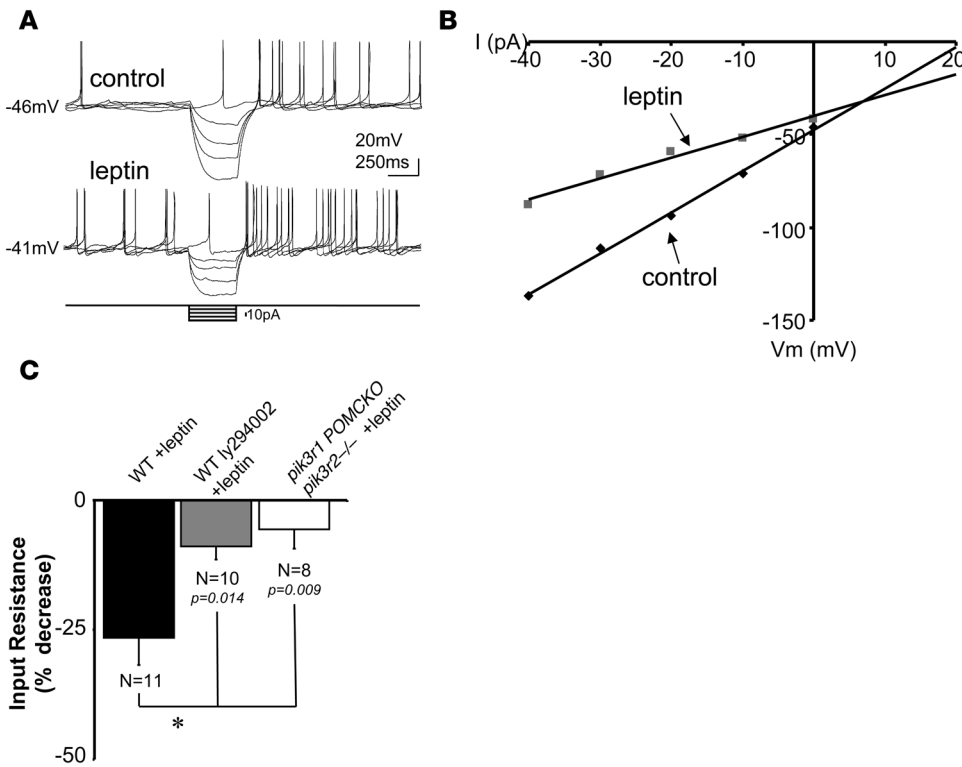 A
control
-46mV
20mV
250ms
leptin
-41mV
10pA
B
I (pA)
-40 -30 -20 -10 10 20
leptin
-50
-100
control
-150
Vm (mV)
C
WT +leptin
WT ly294002
+leptin
pik3r1 POMCKO
pik3r2–/– +leptin
Input Resistance
(% decrease)
0
-25
-50
N=11
N=10
p=0.014
N=8
p=0.009
*